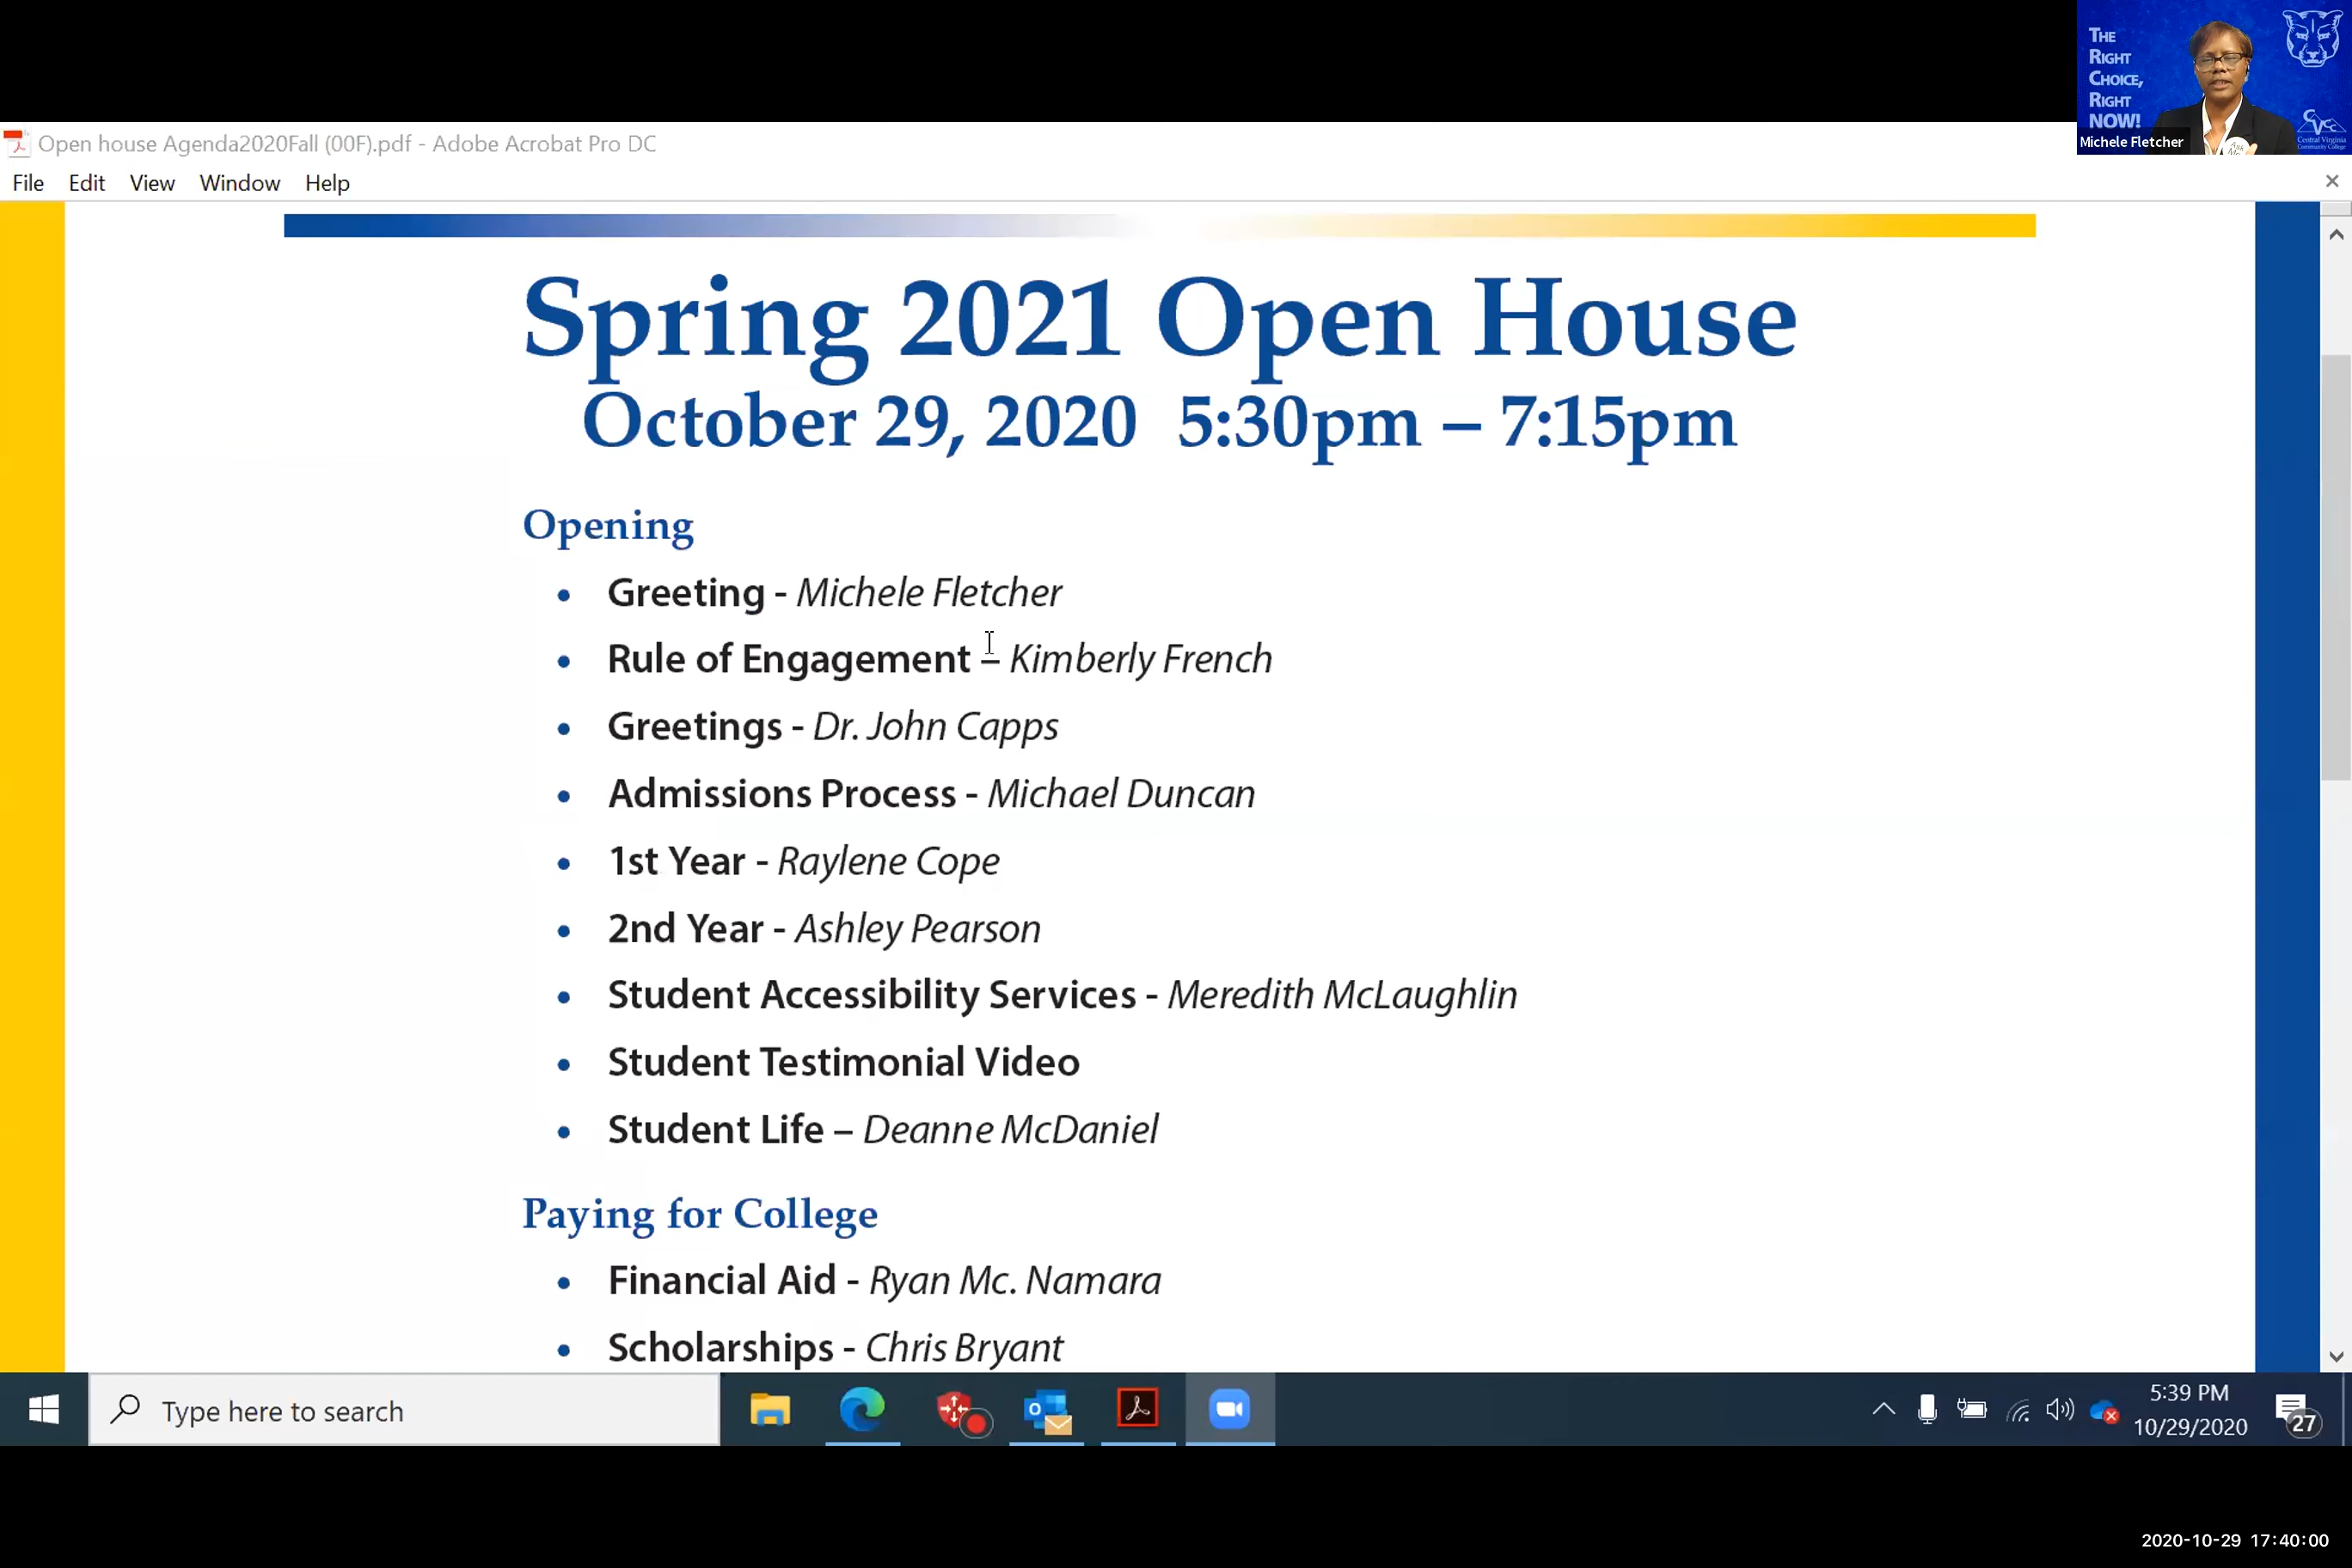 THE
RIGHT
CHOICE,
RIGHT
NOW!
CVCC
Central Virginia
Community College
Michele Fletcher
Open house Agenda2020Fall (00F).pdf - Adobe Acrobat Pro DC
File Edit View Window Help
Spring 2021 Open House
October 29, 2020 5:30pm – 7:15pm
Opening
• Greeting - Michele Fletcher
• Rule of Engagement – Kimberly French
• Greetings - Dr. John Capps
• Admissions Process - Michael Duncan
• 1st Year - Raylene Cope
• 2nd Year - Ashley Pearson
• Student Accessibility Services - Meredith McLaughlin
• Student Testimonial Video
• Student Life – Deanne McDaniel
Paying for College
• Financial Aid - Ryan Mc. Namara
• Scholarships - Chris Bryant
Type here to search
5:39 PM
10/29/2020
27
2020-10-29 17:40:00